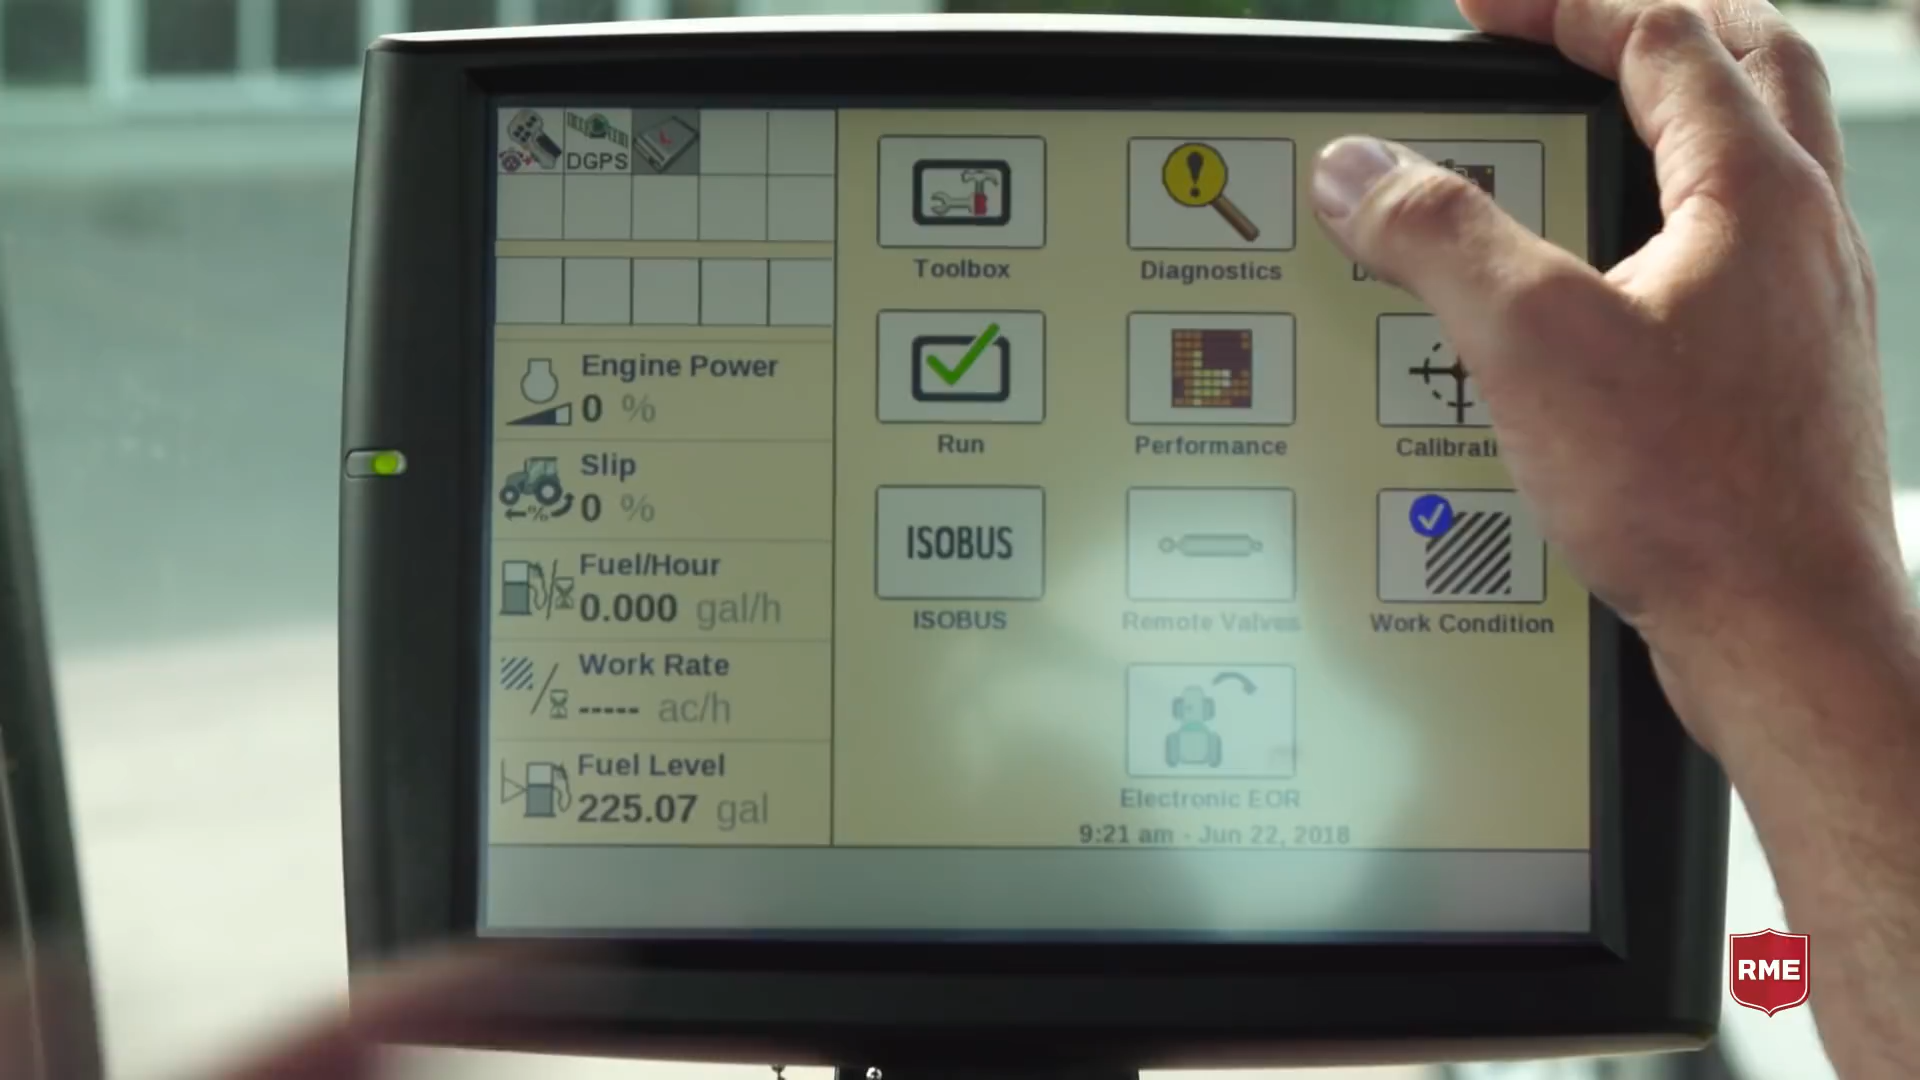 DGPS
Toolbox
Diagnostics
Engine Power
0 %
Run
Performance
Slip
0 %
ISOBUS
ISOBUS
Remote Valves
Work Condition
Fuel/Hour
0.000 gal/h
Work Rate
----- ac/h
Electronic EOR
Fuel Level
225.07 gal
9:21 am - Jun 22, 2018
RME